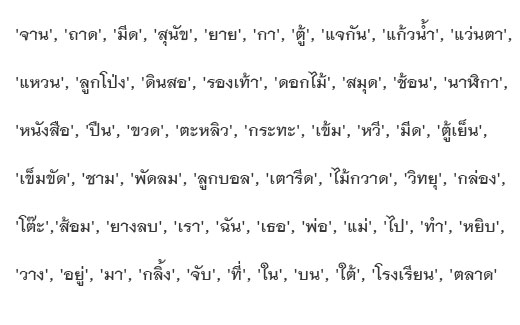 'จาน', 'ถาด', 'มีด', 'สุนัข', 'ยาย', 'กา', 'ตู้', 'แจกัน', 'แก้วน้ำ', 'แว่นตา',
'แหวน', 'ลูกโป่ง', 'ดินสอ', 'รองเท้า', 'ดอกไม้', 'สมุด', 'ช้อน', 'นาฬิกา',
'หนังสือ', 'ปืน', 'ขวด', 'ตะหลิว', 'กระทะ', 'เข้ม', 'หวี', 'มีด', 'ตู้เย็น',
'เข็มขัด', 'ชาม', 'พัดลม', 'ลูกบอล', 'เตารีด', 'ไม้กวาด', 'วิทยุ', 'กล่อง',
'โต๊ะ','ส้อม', 'ยางลบ', 'เรา', 'ฉัน', 'เธอ', 'พ่อ', 'แม่', 'ไป', 'ทำ', 'หยิบ',
'วาง', 'อยู่', 'มา', 'กลิ้ง', 'จับ', 'ที่', 'ใน', 'บน', 'ใต้', 'โรงเรียน', 'ตลาด'